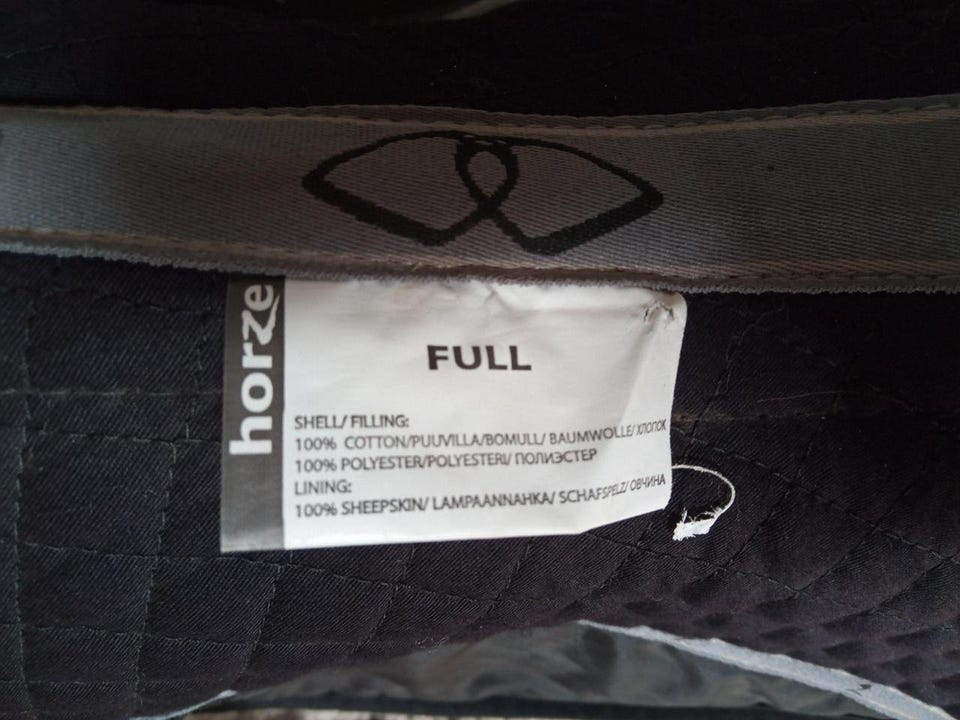 horze
FULL
SHELL/ FILLING:
100% COTTON/PUUVILLA/BOMULL/ BAUMWOLLE/ ХЛОПОК
100% POLYESTER/POLYESTERI/ ПОЛИЭСТЕР
LINING:
100% SHEEPSKIN/ LAMPAANNAHKA/ SCHAFSPELZ/ ОВЧИНА